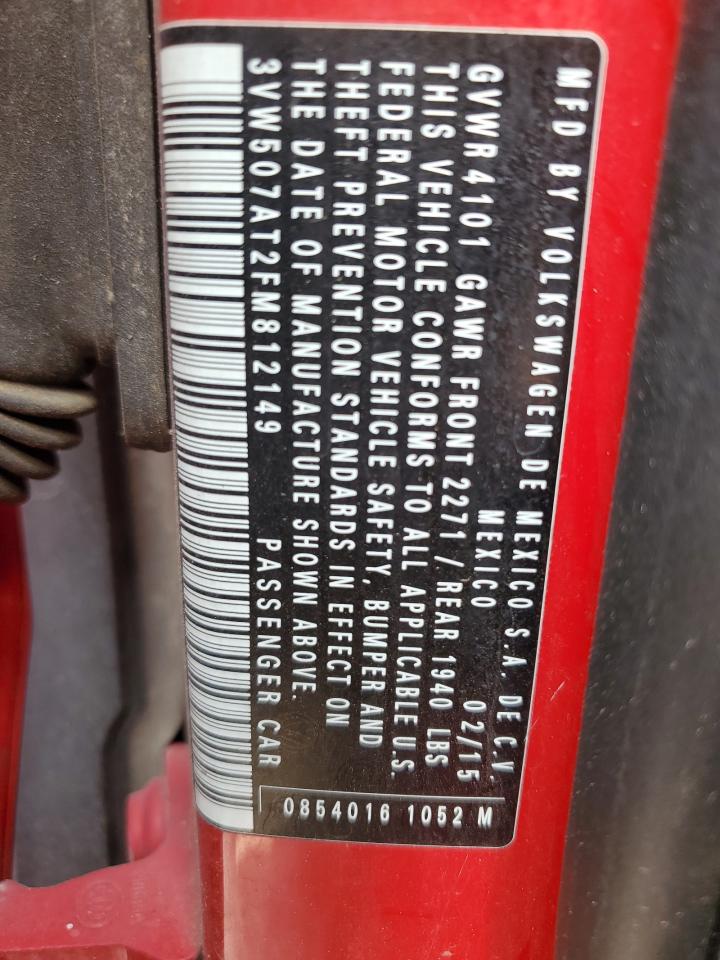 MFD BY VOLKSWAGEN DE MEXICO S.A. DE C.V.
MEXICO 02/15
GVWR 4101 GAWR FRONT 2271 / REAR 1940 LBS
THIS VEHICLE CONFORMS TO ALL APPLICABLE U.S.
FEDERAL MOTOR VEHICLE SAFETY, BUMPER AND
THEFT PREVENTION STANDARDS IN EFFECT ON
THE DATE OF MANUFACTURE SHOWN ABOVE.
3VW507AT2FM812149 PASSENGER CAR
0854016 1052 M